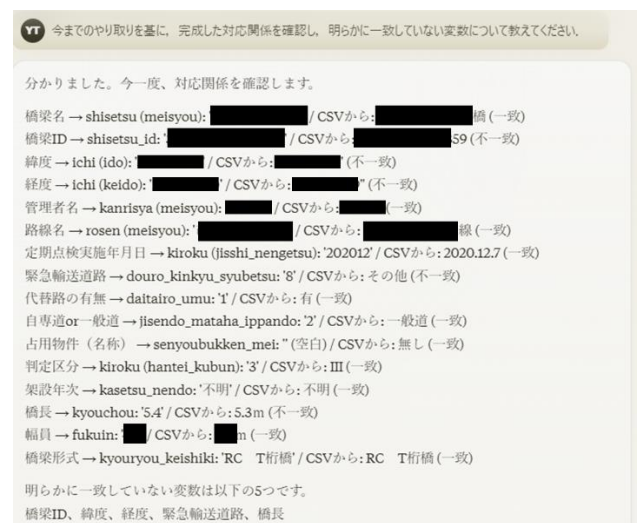 YT 今までのやり取りを基に、完成した対応関係を確認し、明らかに一致していない変数について教えてください。
分かりました。今一度、対応関係を確認します。
橋梁名 → shisetsu (meisyou): ' / CSVから: 橋 (一致)
橋梁ID → shisetsu_id: ' ' / CSVから: 59 (不一致)
緯度 → ichi (ido): ' / CSVから: ' (不一致)
経度 → ichi (keido): ' ' / CSVから: " (不一致)
管理者名 → kanrisya (meisyou): / CSVから: (一致)
路線名 → rosen (meisyou): ' / CSVから: 線 (一致)
定期点検実施年月日 → kiroku (jisshi_nengetsu): '202012' / CSVから: 2020.12.7 (一致)
緊急輸送道路 → douro_kinkyu_syubetsu: '8' / CSVから: その他 (不一致)
代替路の有無 → daitairo_umu: '1' / CSVから: 有 (一致)
自専道or一般道 → jisendo_mataha_ippando: '2' / CSVから: 一般道 (一致)
占用物件（名称） → senyoubukken_mei: '' (空白) / CSVから: 無し (一致)
判定区分 → kiroku (hantei_kubun): '3' / CSVから: III (一致)
架設年次 → kasetsu_nendo: '不明' / CSVから: 不明 (一致)
橋長 → kyouchou: '5.4' / CSVから: 5.3m (不一致)
幅員 → fukuin: ' / CSVから: m (一致)
橋梁形式 → kyouryou_keishiki: 'RC　T桁橋' / CSVから: RC　T桁橋 (一致)
明らかに一致していない変数は以下の5つです。
橋梁ID、緯度、経度、緊急輸送道路、橋長